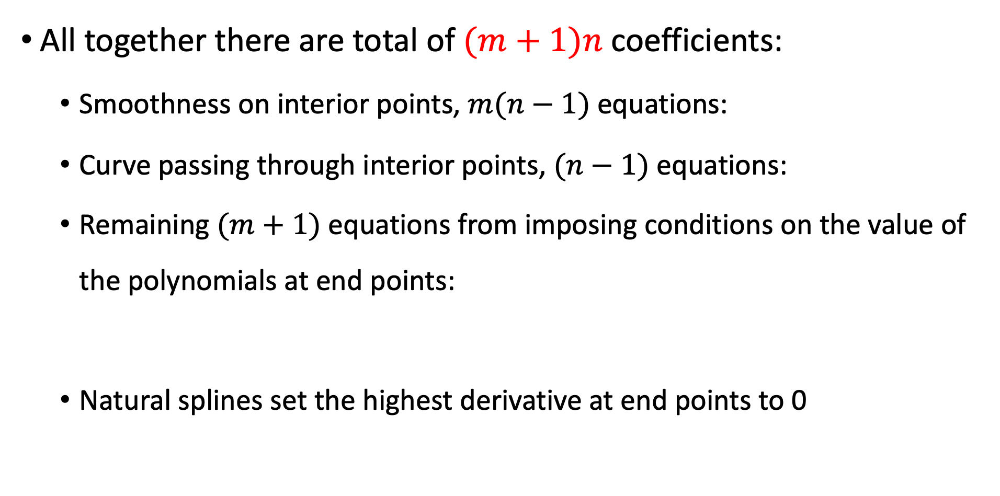 • All together there are total of (m + 1)n coefficients:
• Smoothness on interior points, m(n − 1) equations:
• Curve passing through interior points, (n − 1) equations:
• Remaining (m + 1) equations from imposing conditions on the value of
the polynomials at end points:
• Natural splines set the highest derivative at end points to 0